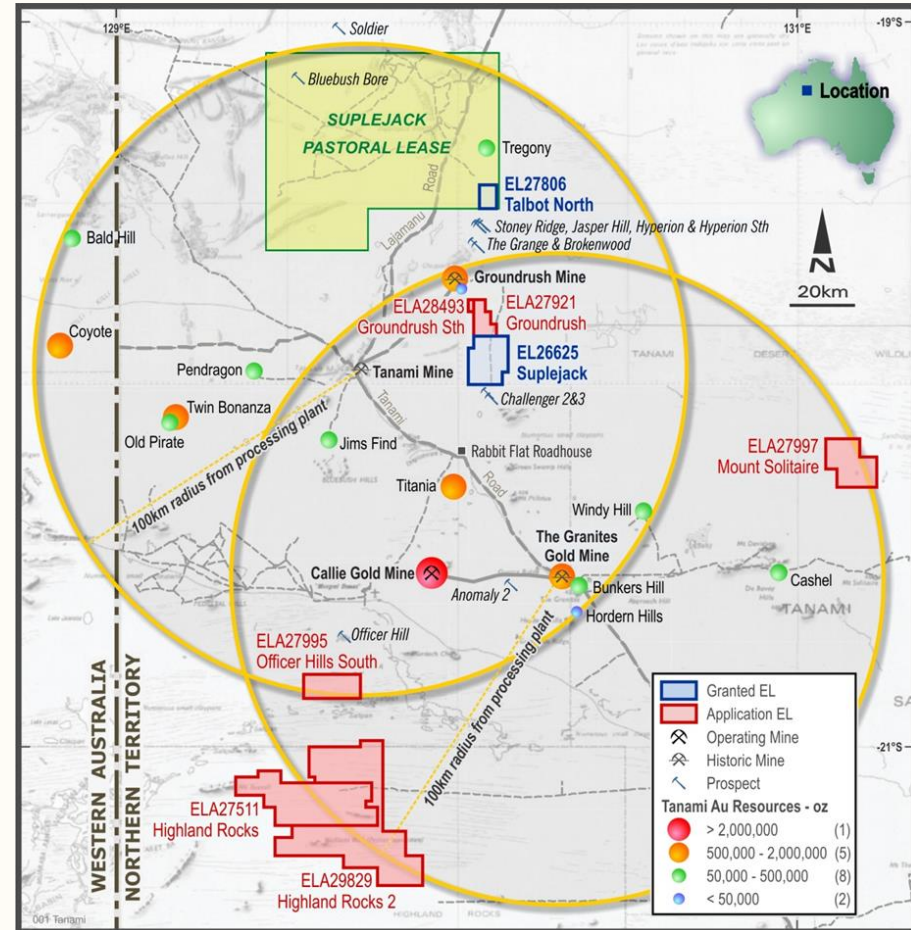 129°E
131°E
-19°S
Soldier
Bluebush Bore
SUPLEJACK
PASTORAL LEASE
Location
Tregony
EL27806
Talbot North
Lajamanu
Road
Stoney Ridge, Jasper Hill, Hyperion & Hyperion Sth
The Grange & Brokenwood
N
20km
Bald Hill
Groundrush Mine
ELA28493
Groundrush Sth
ELA27921
Groundrush
Coyote
EL26625
Suplejack
TANAMI
DESERT
Pendragon
Tanami Mine
Challenger 2&3
Twin Bonanza
Old Pirate
Jims Find
Tanami
Road
Rabbit Flat Roadhouse
ELA27997
Mount Solitaire
100km radius from processing plant
Titania
Windy Hill
The Granites
Gold Mine
Callie Gold Mine
Anomaly 2
Bunkers Hill
Cashel
TANAMI
Hordern Hills
Officer Hill
ELA27995
Officer Hills South
100km radius from processing plant
-21°S
WESTERN AUSTRALIA
NORTHERN TERRITORY
ELA27511
Highland Rocks
ELA29829
Highland Rocks 2
HIGHLAND ROCKS
001 Tanami
Granted EL
Application EL
Operating Mine
Historic Mine
Prospect
Tanami Au Resources - oz
> 2,000,000 (1)
500,000 - 2,000,000 (5)
50,000 - 500,000 (8)
< 50,000 (2)